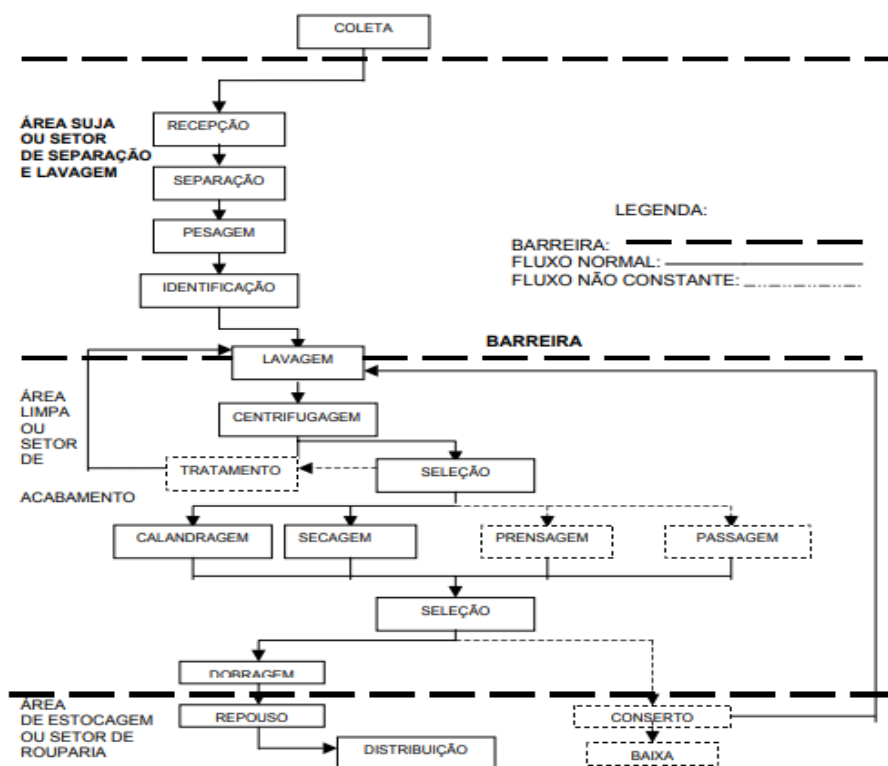 COLETA
ÁREA SUJA
OU SETOR
DE SEPARAÇÃO
E LAVAGEM
RECEPÇÃO
SEPARAÇÃO
PESAGEM
IDENTIFICAÇÃO
LEGENDA:
BARREIRA:
FLUXO NORMAL:
FLUXO NÃO CONSTANTE:
BARREIRA
LAVAGEM
ÁREA
LIMPA
OU
SETOR
DE
ACABAMENTO
CENTRIFUGAGEM
TRATAMENTO
SELEÇÃO
CALANDRAGEM
SECAGEM
PRENSAGEM
PASSAGEM
SELEÇÃO
DOBRAGEM
ÁREA
DE ESTOCAGEM
OU SETOR DE
ROUPARIA
REPOUSO
CONSERTO
DISTRIBUIÇÃO
BAIXA